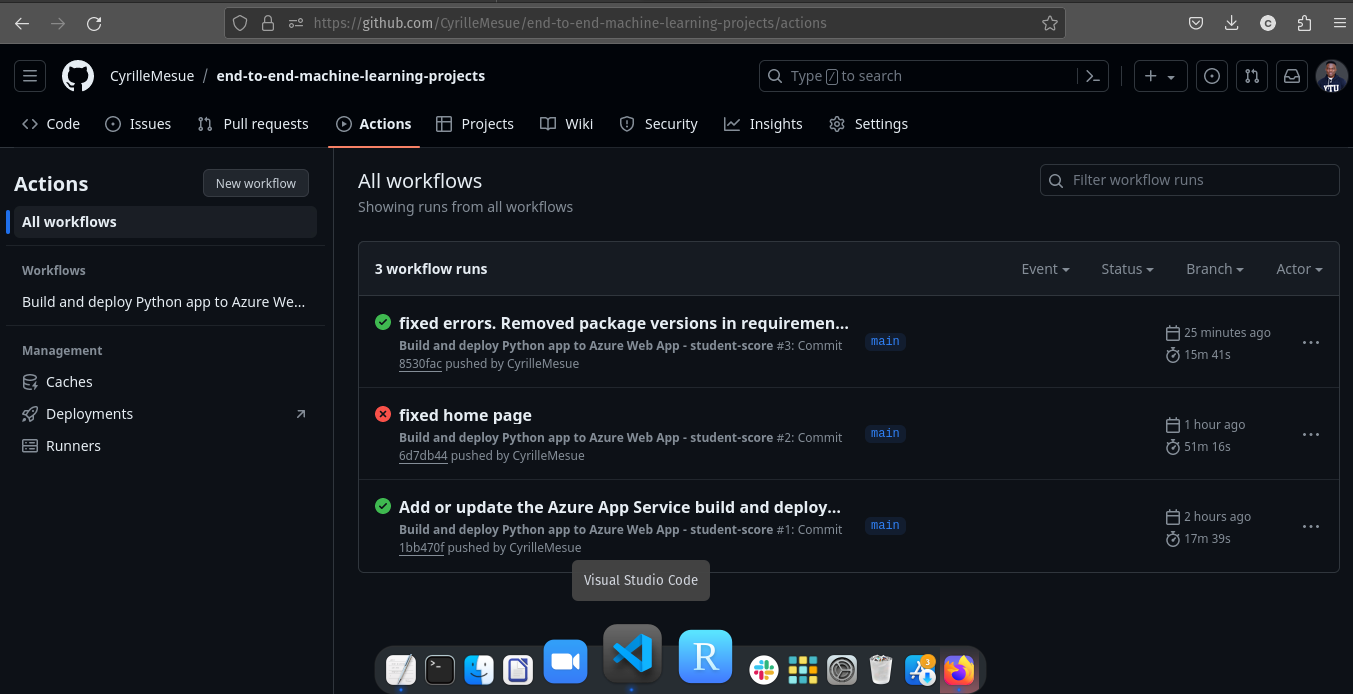 https://github.com/CyrilleMesue/end-to-end-machine-learning-projects/actions
C
CyrilleMesue / end-to-end-machine-learning-projects
Type / to search
Code
Issues
Pull requests
Actions
Projects
Wiki
Security
Insights
Settings
Actions
New workflow
All workflows
Workflows
Build and deploy Python app to Azure We...
Management
Caches
Deployments
Runners
All workflows
Showing runs from all workflows
Filter workflow runs
3 workflow runs
Event
Status
Branch
Actor
fixed errors. Removed package versions in requiremen...
Build and deploy Python app to Azure Web App - student-score #3: Commit
8530fac pushed by CyrilleMesue
main
25 minutes ago
15m 41s
fixed home page
Build and deploy Python app to Azure Web App - student-score #2: Commit
6d7db44 pushed by CyrilleMesue
main
1 hour ago
51m 16s
Add or update the Azure App Service build and deploy...
Build and deploy Python app to Azure Web App - student-score #1: Commit
1bb470f pushed by CyrilleMesue
main
2 hours ago
17m 39s
Visual Studio Code
R
3